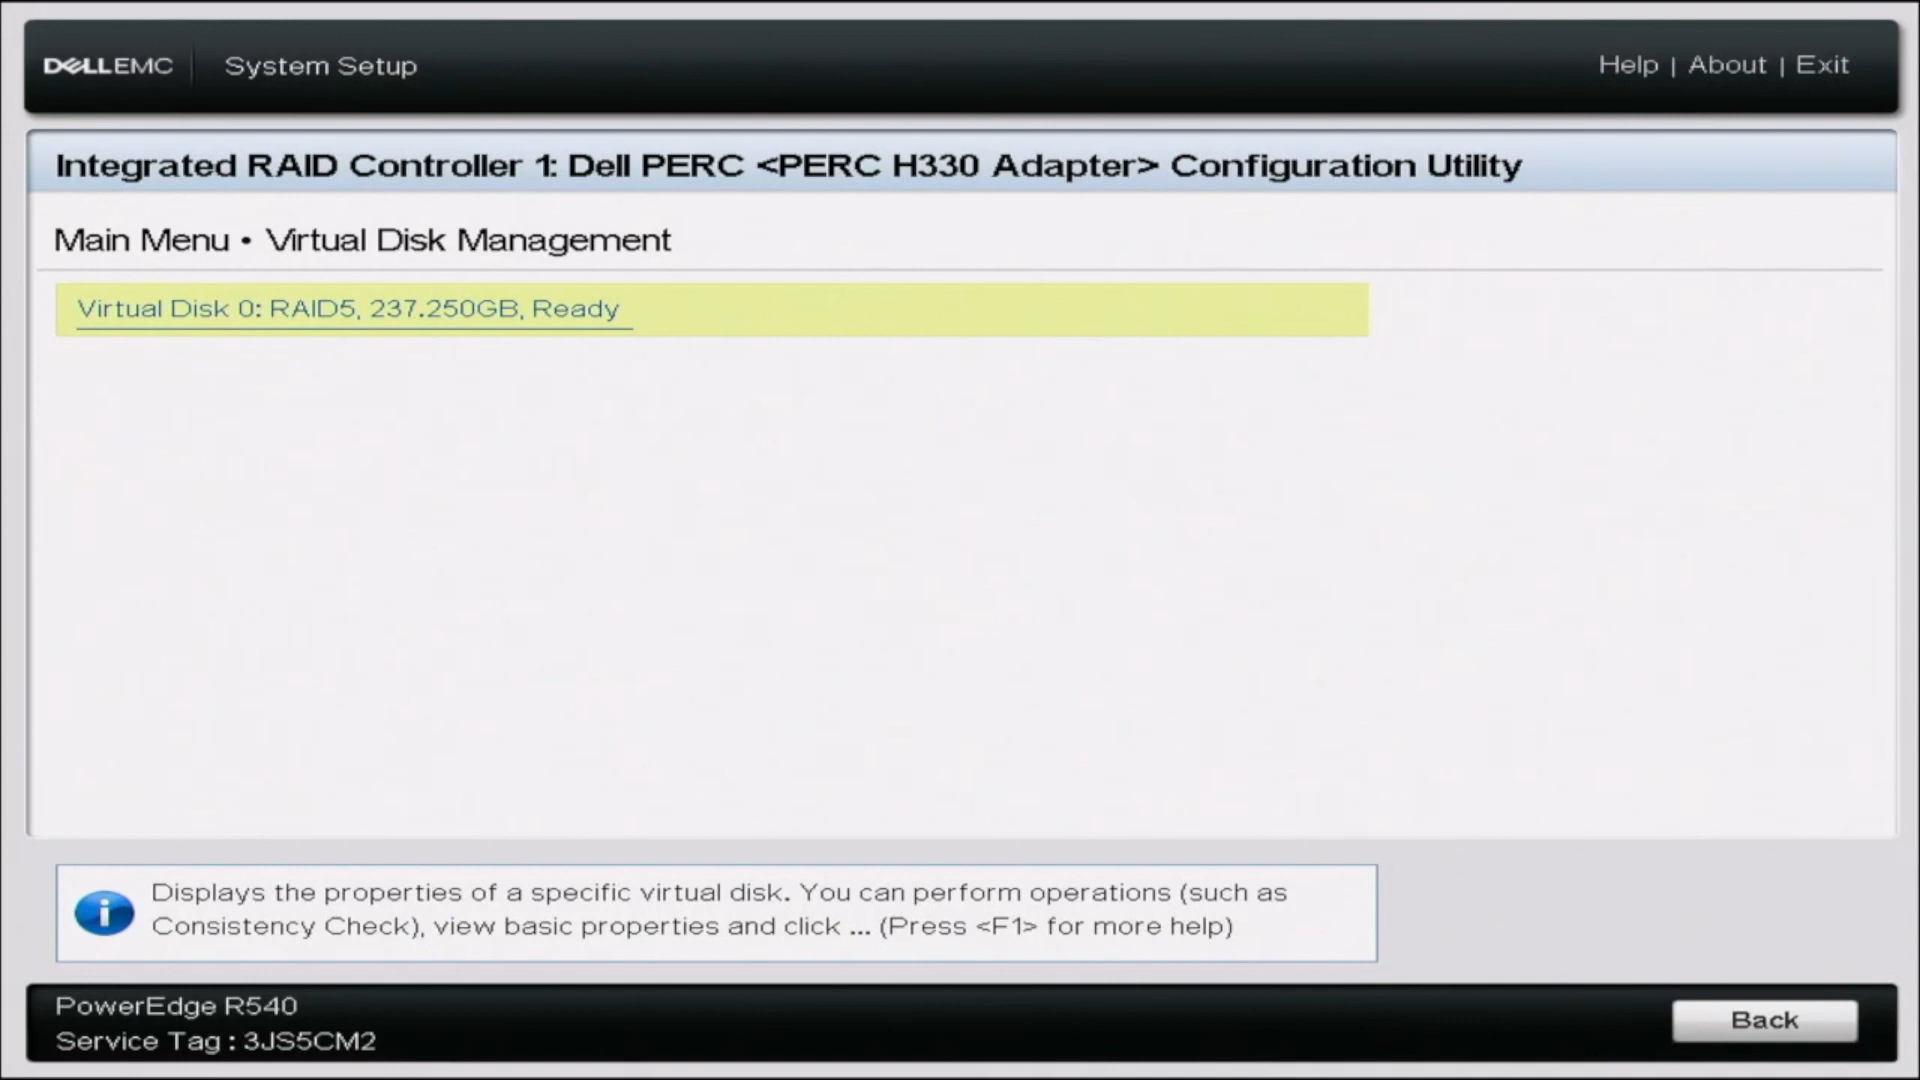 DELLEMC System Setup Help | About | Exit
Integrated RAID Controller 1: Dell PERC <PERC H330 Adapter> Configuration Utility
Main Menu • Virtual Disk Management
Virtual Disk 0: RAID5, 237.250GB, Ready
Displays the properties of a specific virtual disk. You can perform operations (such as
Consistency Check), view basic properties and click ... (Press <F1> for more help)
PowerEdge R540
Service Tag : 3JS5CM2
Back